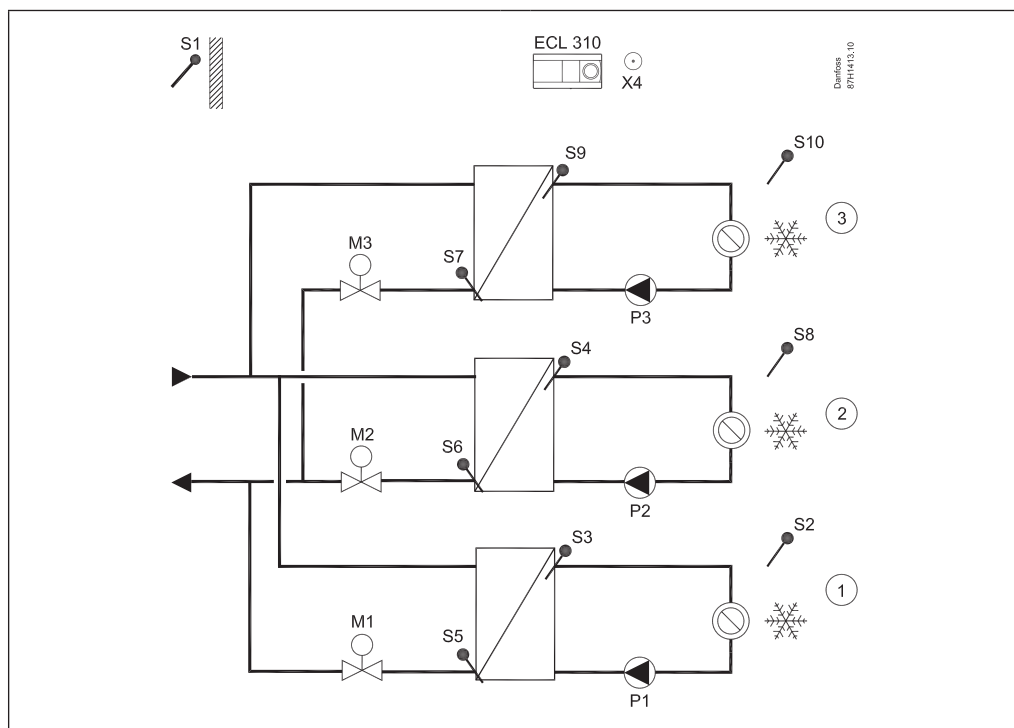 S1
ECL 310
X4
Danfoss
87H1413.10
S10
S9
3
M3
S7
P3
S8
S4
2
M2
S6
P2
S2
S3
1
M1
S5
P1